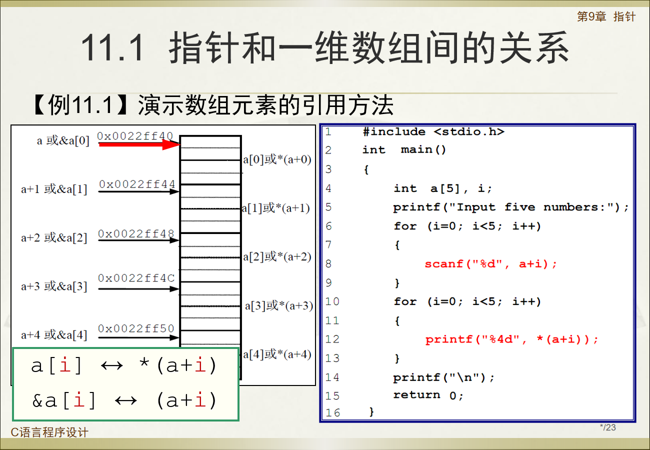 第9章 指针
11.1 指针和一维数组间的关系
【例11.1】演示数组元素的引用方法
a 或&a[0] 0x0022ff40
a[0]或*(a+0)
a+1 或&a[1] 0x0022ff44
a[1]或*(a+1)
a+2 或&a[2] 0x0022ff48
a[2]或*(a+2)
a+3 或&a[3] 0x0022ff4C
a[3]或*(a+3)
a+4 或&a[4] 0x0022ff50
a[4]或*(a+4)
a[i] ↔ *(a+i)
&a[i] ↔ (a+i)
1 #include <stdio.h>
2 int main()
3 {
4 int a[5], i;
5 printf("Input five numbers:");
6 for (i=0; i<5; i++)
7 {
8 scanf("%d", a+i);
9 }
10 for (i=0; i<5; i++)
11 {
12 printf("%4d", *(a+i));
13 }
14 printf("\n");
15 return 0;
16 }
C语言程序设计
*/23